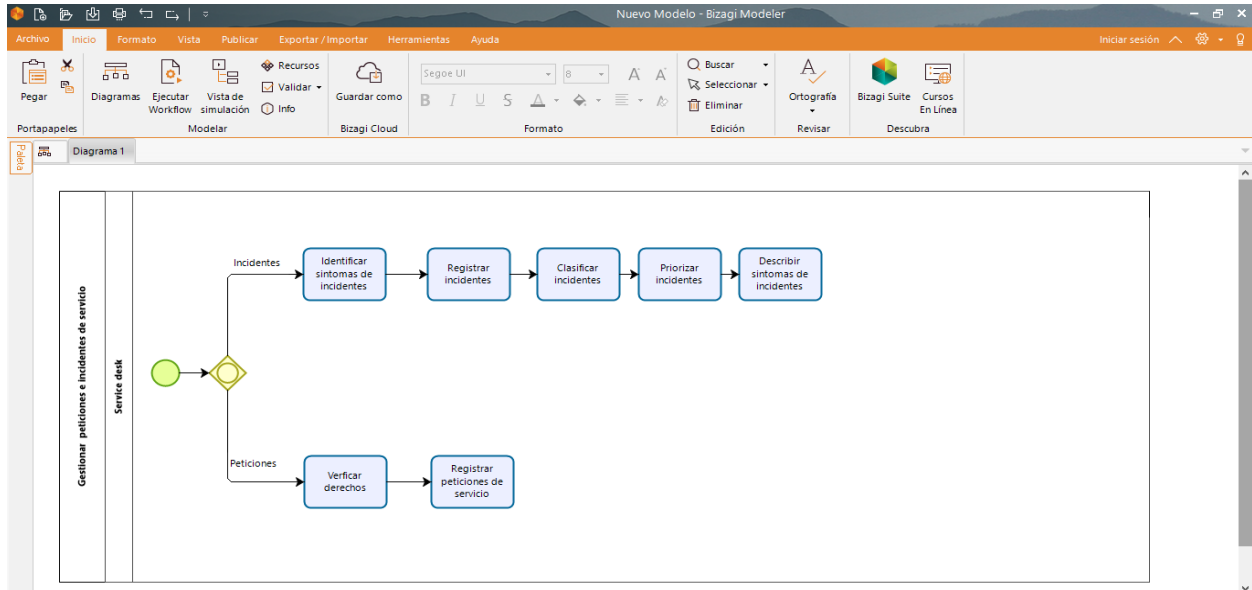 Nuevo Modelo - Bizagi Modeler
Archivo Inicio Formato Vista Publicar Exportar / Importar Herramientas Ayuda Iniciar sesión
Pegar
Portapapeles
Diagramas
Ejecutar
Workflow
Vista de
simulación
Recursos
Validar
Info
Modelar
Guardar como
Bizagi Cloud
Segoe UI 8 A A
B I U S A
Formato
Buscar
Seleccionar
Eliminar
Edición
Ortografía
Revisar
Bizagi Suite
Cursos
En Línea
Descubra
Paleta
Diagrama 1
Gestionar peticiones e incidentes de servicio
Service desk
Incidentes
Identificar
sintomas de
incidentes
Registrar
incidentes
Clasificar
incidentes
Priorizar
incidentes
Describir
sintomas de
incidentes
Peticiones
Verficar
derechos
Registrar
peticiones de
servicio